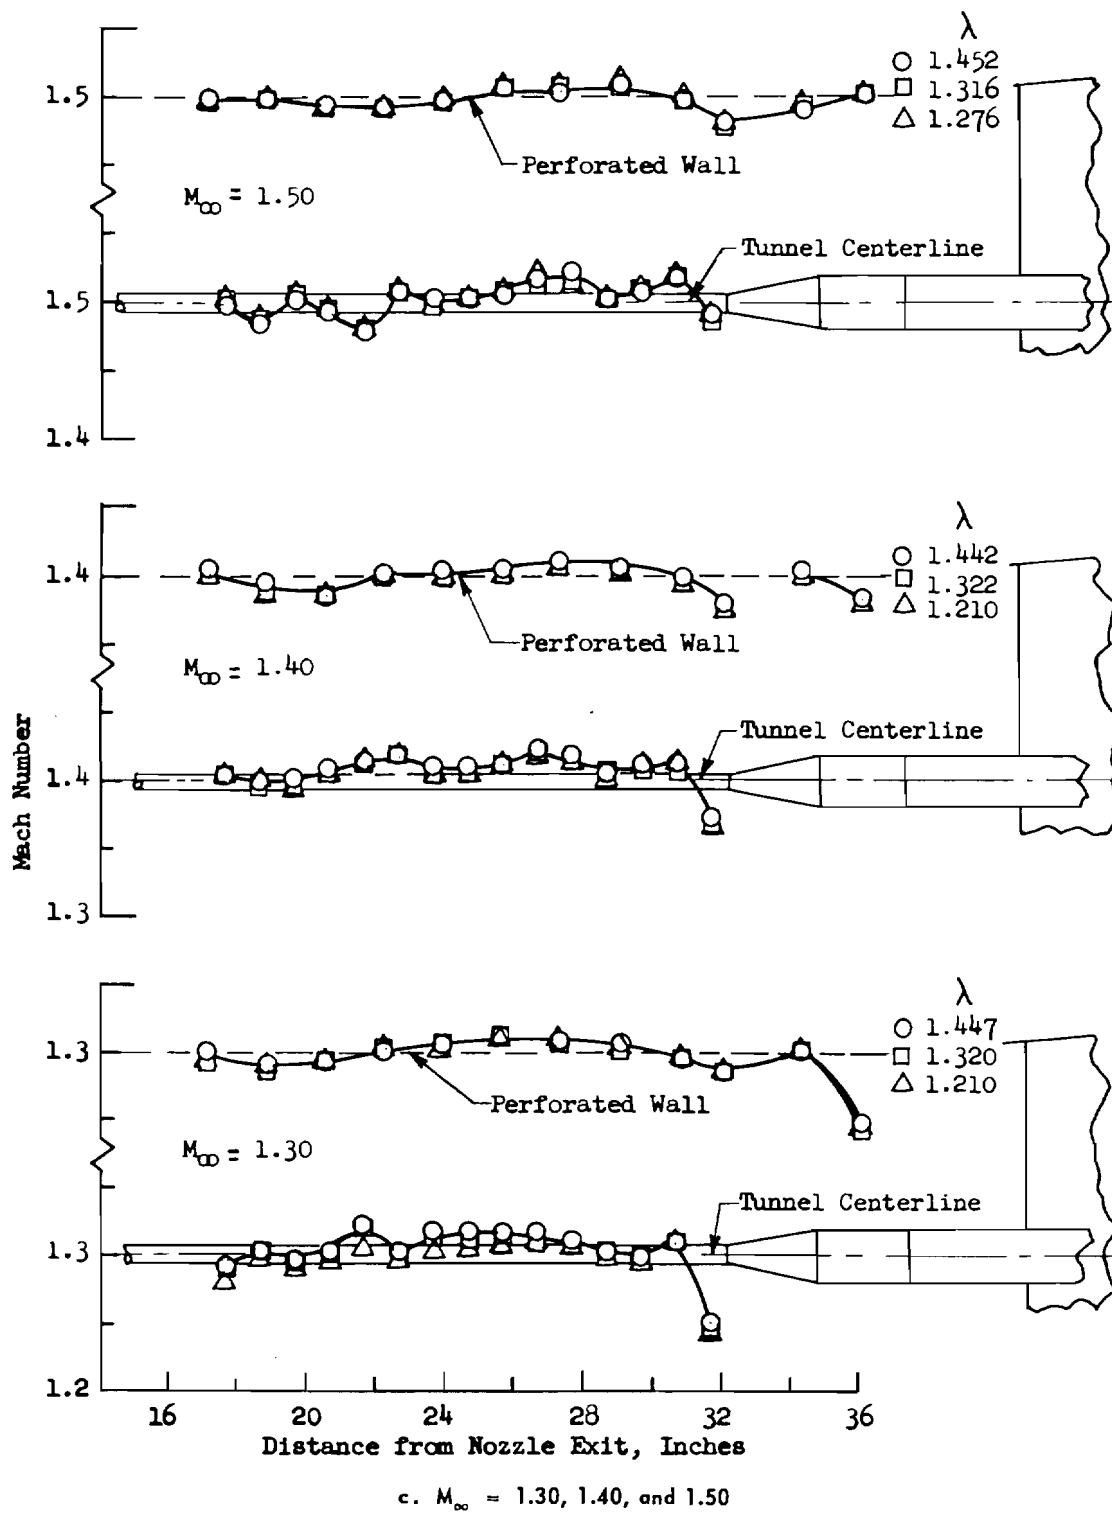 λ
○ 1.452
□ 1.316
△ 1.276
1.5
Perforated Wall
M∞ = 1.50
Tunnel Centerline
1.5
1.4
λ
○ 1.442
□ 1.322
△ 1.210
1.4
Perforated Wall
M∞ = 1.40
Tunnel Centerline
1.4
1.3
Mach Number
λ
○ 1.447
□ 1.320
△ 1.210
1.3
Perforated Wall
M∞ = 1.30
Tunnel Centerline
1.3
1.2
16 20 24 28 32 36
Distance from Nozzle Exit, Inches
c. M∞ = 1.30, 1.40, and 1.50